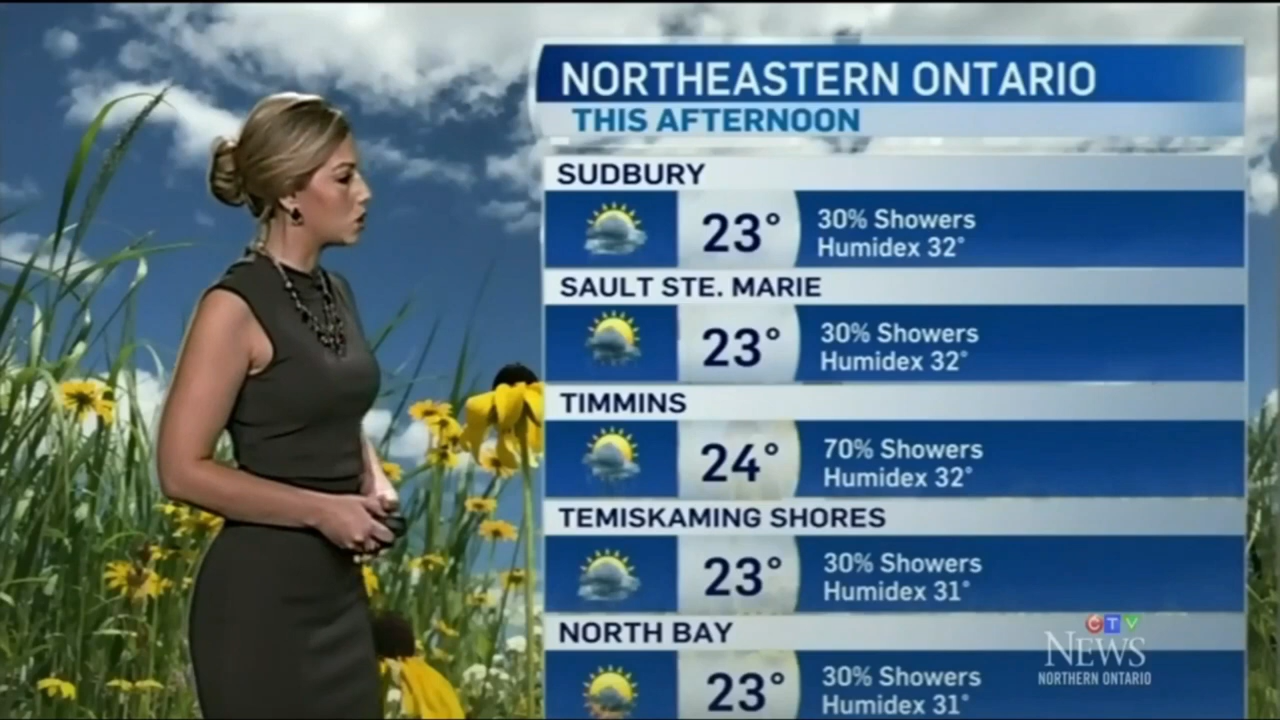 NORTHEASTERN ONTARIO
THIS AFTERNOON
SUDBURY
23°
30% Showers
Humidex 32°
SAULT STE. MARIE
23°
30% Showers
Humidex 32°
TIMMINS
24°
70% Showers
Humidex 32°
TEMISKAMING SHORES
23°
30% Showers
Humidex 31°
NORTH BAY
23°
30% Showers
Humidex 31°
CTV
NEWS
NORTHERN ONTARIO